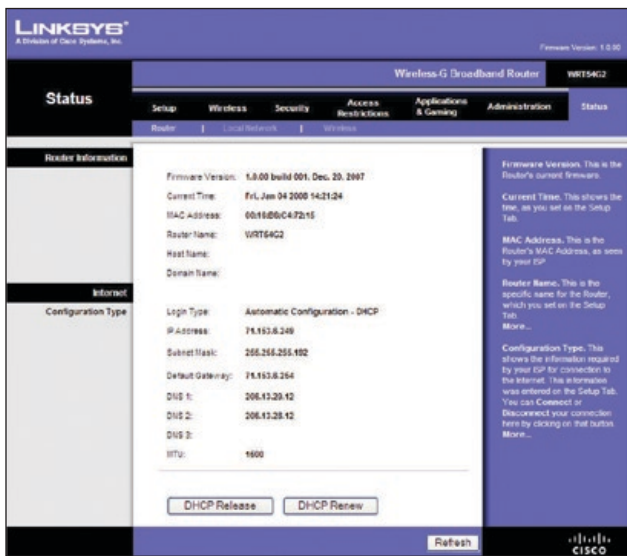 LINKSYS®
A Division of Cisco Systems, Inc.
Firmware Version: 1.0.00
Wireless-G Broadband Router
WRT54G2
Status
Setup
Wireless
Security
Access Restrictions
Applications & Gaming
Administration
Status
Router | Local Network | Wireless
Router Information
Firmware Version: 1.0.00 build 001, Dec. 20, 2007
Current Time: Fri, Jan 04 2008 14:21:24
MAC Address:
Router Name: WRT54G2
Host Name:
Domain Name:
Internet
Configuration Type
Login Type: Automatic Configuration - DHCP
IP Address: 71.153.6.249
Subnet Mask: 255.255.255.192
Default Gateway: 71.153.6.254
DNS 1: 206.13.29.12
DNS 2: 206.13.28.12
DNS 3:
MTU: 1500
DHCP Release
DHCP Renew
Refresh
Firmware Version. This is the
Router's current firmware.
Current Time. This shows the
time, as you set on the Setup
Tab.
MAC Address. This is the
Router's MAC Address, as seen
by your ISP
Router Name. This is the
specific name for the Router,
which you set on the Setup
Tab.
More...
Configuration Type. This
shows the information required
by your ISP for connection to
the Internet. This information
was entered on the Setup Tab.
You can Connect or
Disconnect your connection
here by clicking on that button.
More...
CISCO